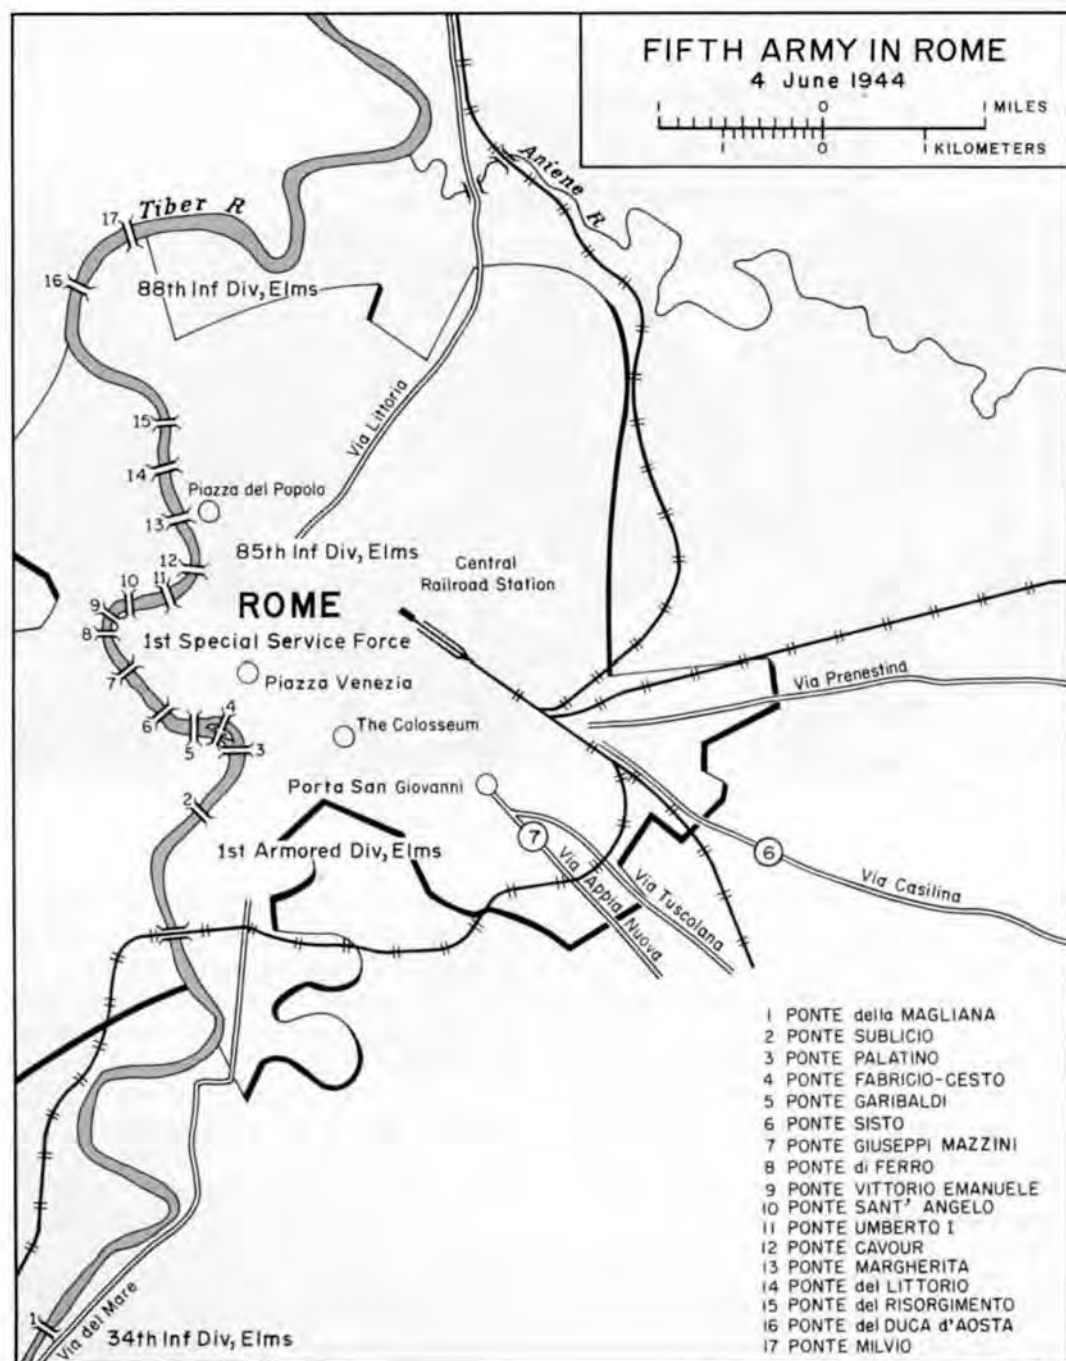 FIFTH ARMY IN ROME
4 June 1944
1 0 1 MILES
1 0 1 KILOMETERS
Aniene R
Tiber R
17
16
88th Inf Div, Elms
Via Littoria
15
14
Piazza del Popolo
13
85th Inf Div, Elms
12
Central
Railroad Station
11
10
9
ROME
8
1st Special Service Force
7
Piazza Venezia
Via Prenestina
6
5
4
3
The Colosseum
Porta San Giovanni
2
7
6
1st Armored Div, Elms
Via Appia Nuova
Via Tuscolana
Via Casilina
1 PONTE della MAGLIANA
2 PONTE SUBLICIO
3 PONTE PALATINO
4 PONTE FABRICIO-CESTO
5 PONTE GARIBALDI
6 PONTE SISTO
7 PONTE GIUSEPPI MAZZINI
8 PONTE di FERRO
9 PONTE VITTORIO EMANUELE
10 PONTE SANT' ANGELO
11 PONTE UMBERTO I
12 PONTE CAVOUR
13 PONTE MARGHERITA
14 PONTE del LITTORIO
15 PONTE del RISORGIMENTO
16 PONTE del DUCA d'AOSTA
17 PONTE MILVIO
1
Via del Mare
34th Inf Div, Elms